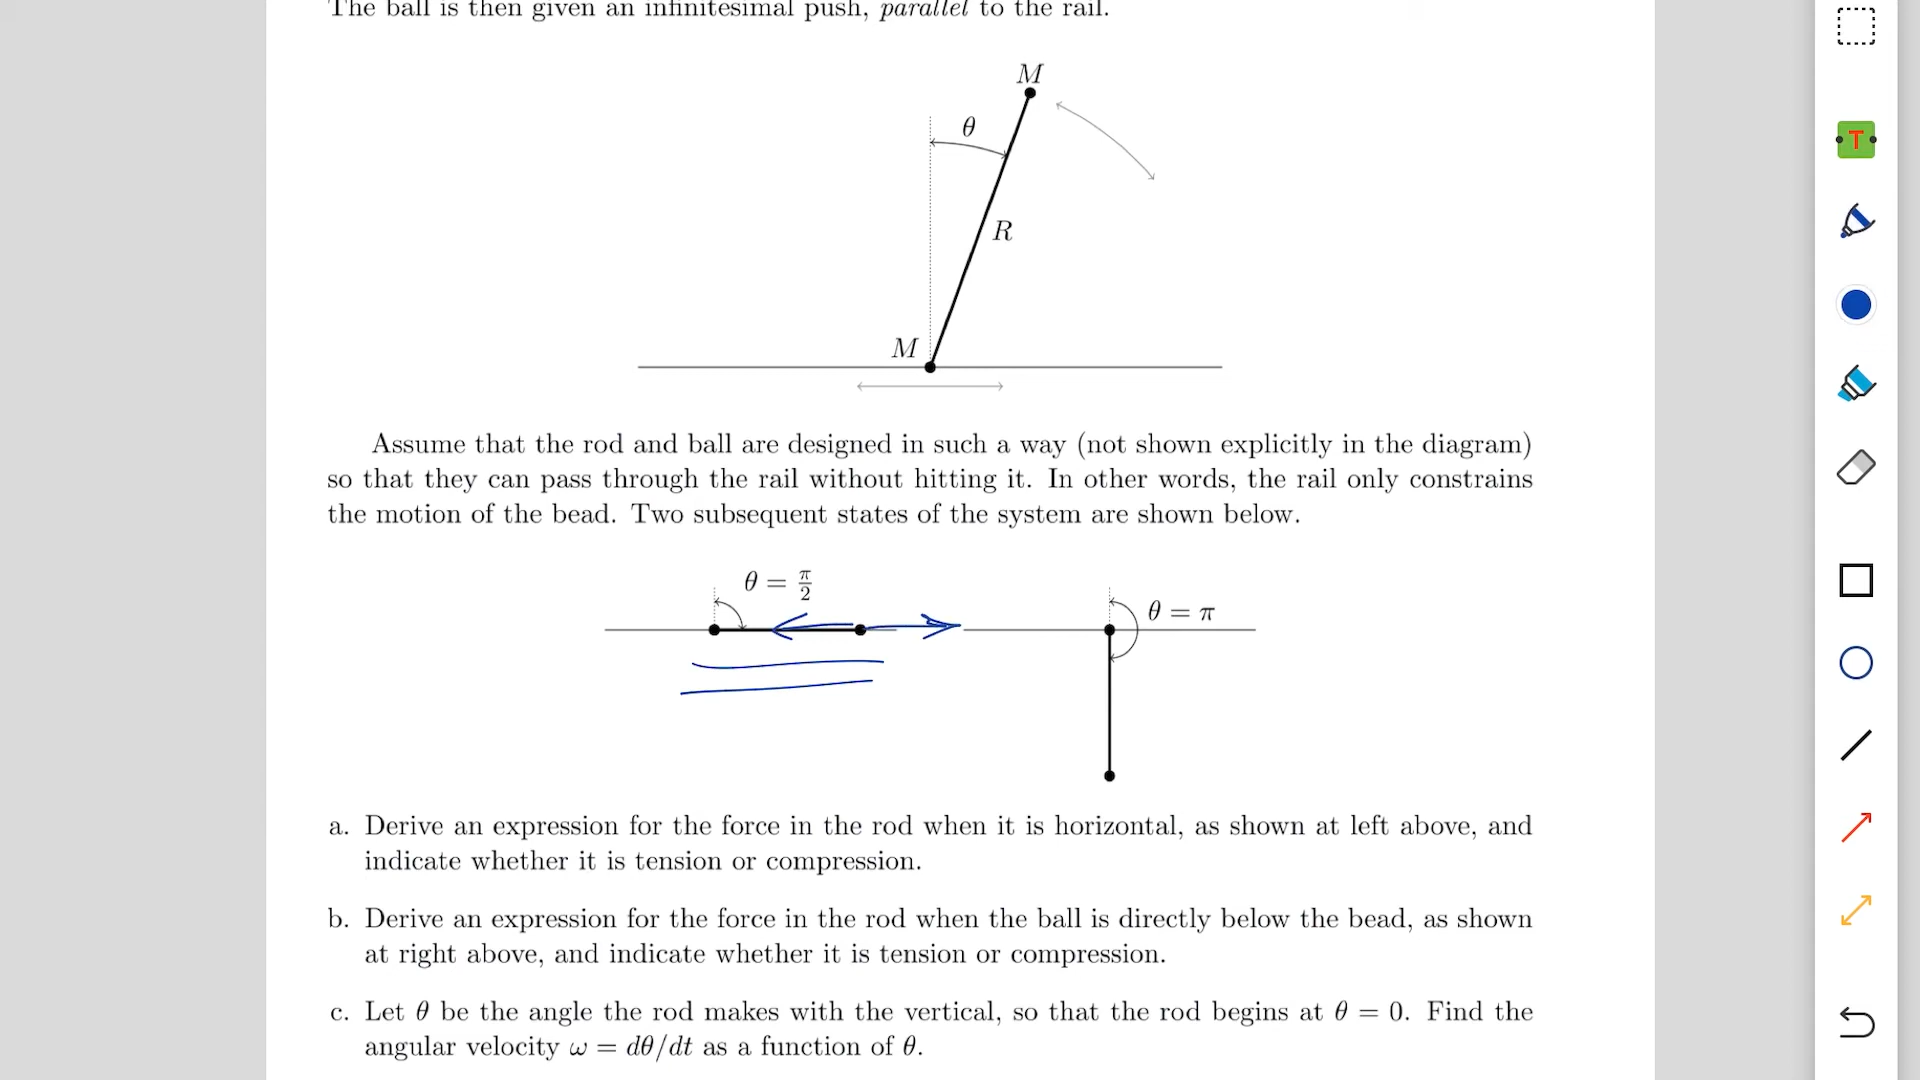 The ball is then given an infinitesimal push, parallel to the rail.
M
θ
R
M
Assume that the rod and ball are designed in such a way (not shown explicitly in the diagram)
so that they can pass through the rail without hitting it. In other words, the rail only constrains
the motion of the bead. Two subsequent states of the system are shown below.
θ = π/2
θ = π
a. Derive an expression for the force in the rod when it is horizontal, as shown at left above, and
indicate whether it is tension or compression.
b. Derive an expression for the force in the rod when the ball is directly below the bead, as shown
at right above, and indicate whether it is tension or compression.
c. Let θ be the angle the rod makes with the vertical, so that the rod begins at θ = 0. Find the
angular velocity ω = dθ/dt as a function of θ.
T